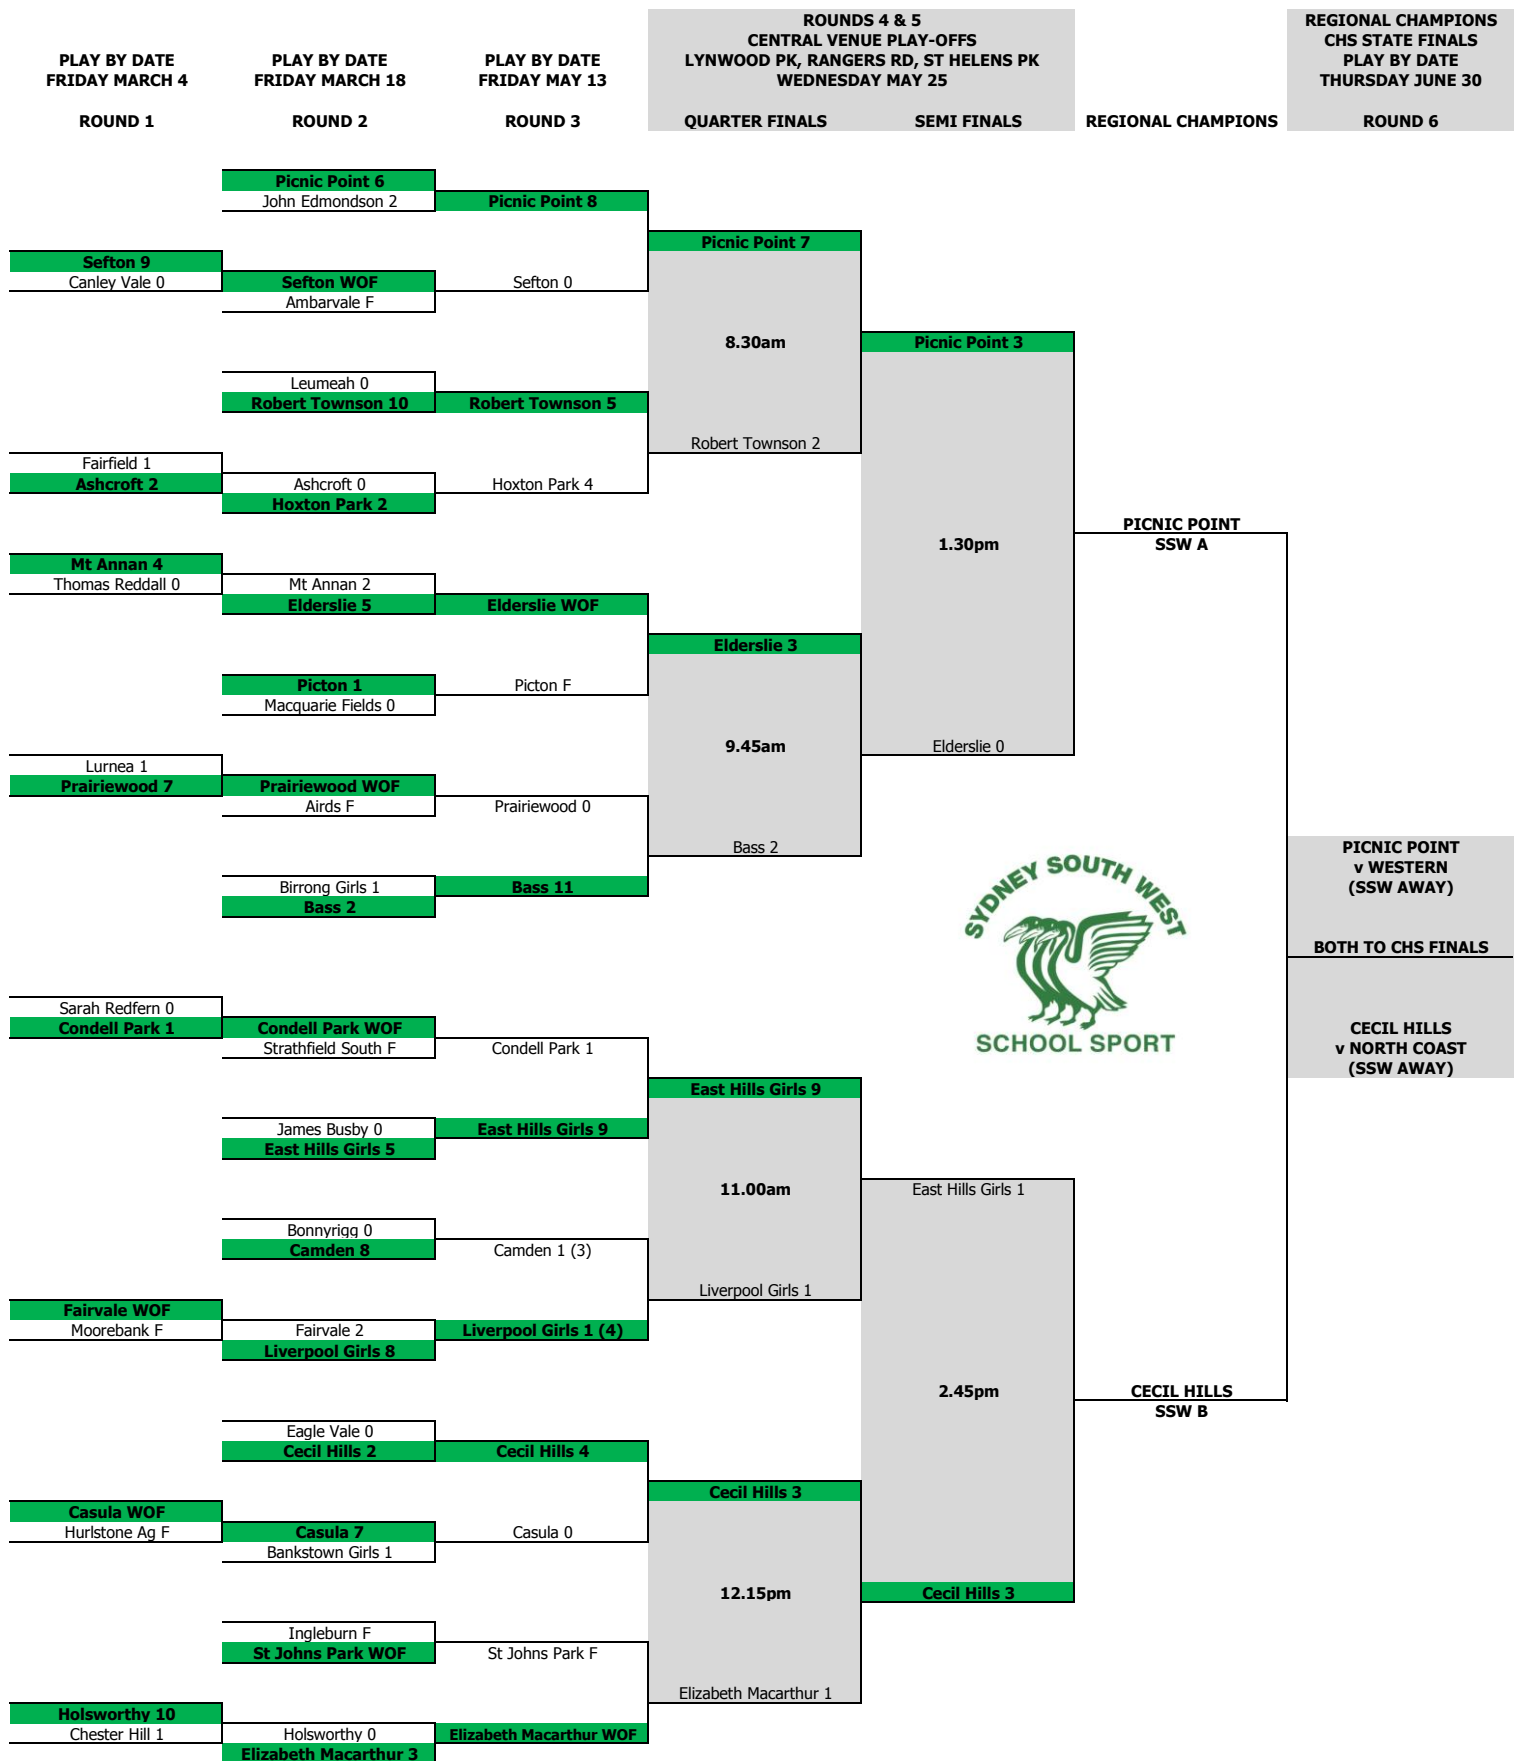 PLAY BY DATE
FRIDAY MARCH 4
ROUND 1
PLAY BY DATE
FRIDAY MARCH 18
ROUND 2
PLAY BY DATE
FRIDAY MAY 13
ROUND 3
ROUNDS 4 & 5
CENTRAL VENUE PLAY-OFFS
LYNWOOD PK, RANGERS RD, ST HELENS PK
WEDNESDAY MAY 25
QUARTER FINALS
SEMI FINALS
REGIONAL CHAMPIONS
REGIONAL CHAMPIONS
CHS STATE FINALS
PLAY BY DATE
THURSDAY JUNE 30
ROUND 6
Sefton 9
Canley Vale 0
Fairfield 1
Ashcroft 2
Mt Annan 4
Thomas Reddall 0
Lurnea 1
Prairiewood 7
Sarah Redfern 0
Condell Park 1
Fairvale WOF
Moorebank F
Casula WOF
Hurlstone Ag F
Holsworthy 10
Chester Hill 1
Picnic Point 6
John Edmondson 2
Sefton WOF
Ambarvale F
Leumeah 0
Robert Townson 10
Ashcroft 0
Hoxton Park 2
Mt Annan 2
Elderslie 5
Picton 1
Macquarie Fields 0
Prairiewood WOF
Airds F
Birrong Girls 1
Bass 2
Condell Park WOF
Strathfield South F
James Busby 0
East Hills Girls 5
Bonnyrigg 0
Camden 8
Fairvale 2
Liverpool Girls 8
Eagle Vale 0
Cecil Hills 2
Casula 7
Bankstown Girls 1
Ingleburn F
St Johns Park WOF
Holsworthy 0
Elizabeth Macarthur 3
Picnic Point 8
Sefton 0
Robert Townson 5
Hoxton Park 4
Elderslie WOF
Picton F
Prairiewood 0
Bass 11
Condell Park 1
East Hills Girls 9
Camden 1 (3)
Liverpool Girls 1 (4)
Cecil Hills 4
Casula 0
St Johns Park F
Elizabeth Macarthur WOF
Picnic Point 7
8.30am
Robert Townson 2
Elderslie 3
9.45am
Bass 2
East Hills Girls 9
11.00am
Liverpool Girls 1
Cecil Hills 3
12.15pm
Elizabeth Macarthur 1
Picnic Point 3
1.30pm
Elderslie 0
East Hills Girls 1
2.45pm
Cecil Hills 3
PICNIC POINT
SSW A
SYDNEY SOUTH WEST
SCHOOL SPORT
CECIL HILLS
SSW B
PICNIC POINT
v WESTERN
(SSW AWAY)
BOTH TO CHS FINALS
CECIL HILLS
v NORTH COAST
(SSW AWAY)